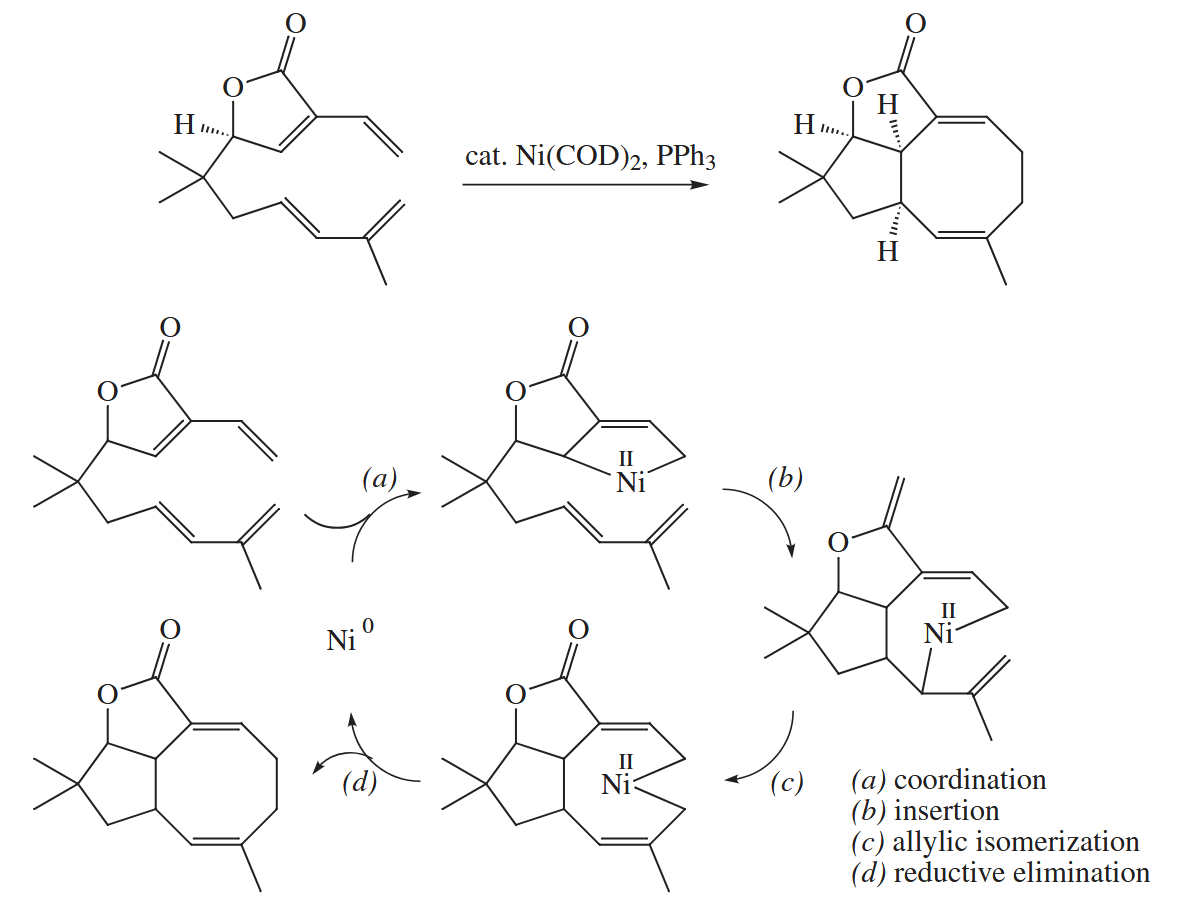 O
O
O
H
cat. Ni(COD)2, PPh3
O
H
H
H
O
O
(a)
Ni 0
O
O
II
Ni
(b)
O
II
Ni
(c)
O
O
II
Ni
(d)
O
O
(a) coordination
(b) insertion
(c) allylic isomerization
(d) reductive elimination